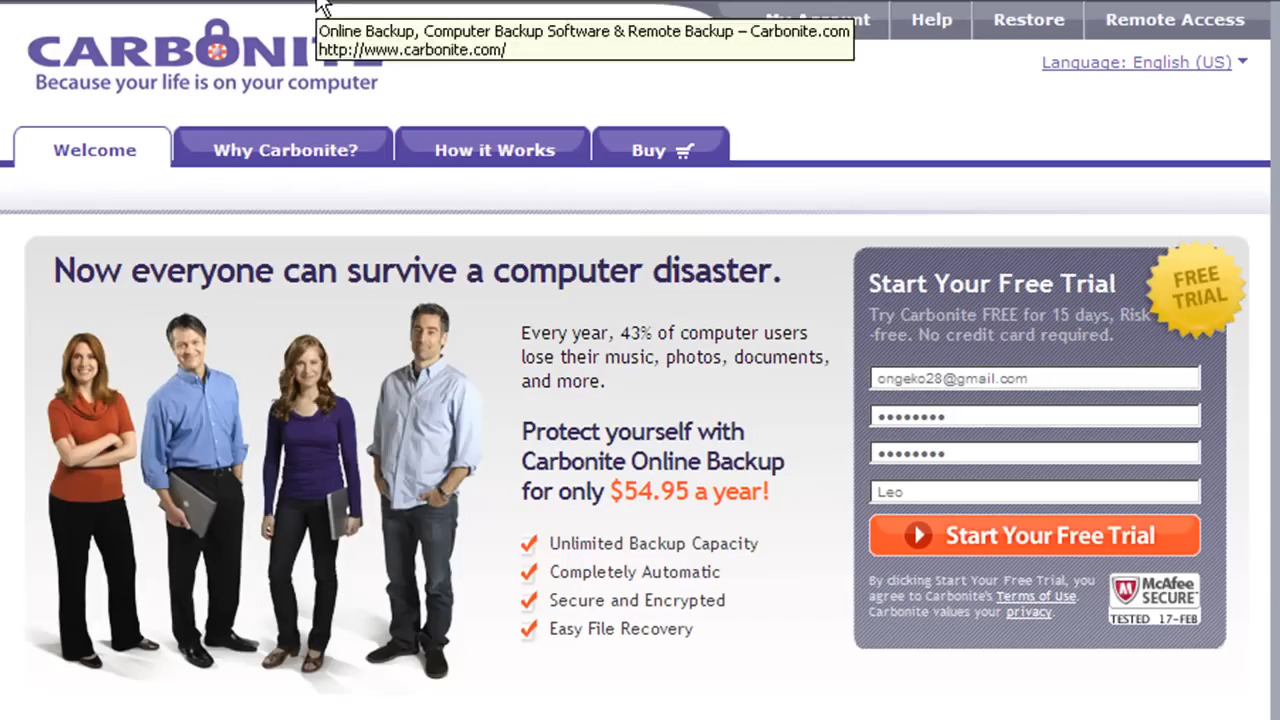 My Account
Help
Restore
Remote Access
Online Backup, Computer Backup Software & Remote Backup – Carbonite.com
http://www.carbonite.com/
CARBONITE
Because your life is on your computer
Language: English (US)
Welcome
Why Carbonite?
How it Works
Buy
Now everyone can survive a computer disaster.
Every year, 43% of computer users
lose their music, photos, documents,
and more.
Protect yourself with
Carbonite Online Backup
for only $54.95 a year!
Unlimited Backup Capacity
Completely Automatic
Secure and Encrypted
Easy File Recovery
Start Your Free Trial
FREE
TRIAL
Try Carbonite FREE for 15 days, Risk
-free. No credit card required.
ongeko28@gmail.com
••••••••
••••••••
Leo
Start Your Free Trial
By clicking Start Your Free Trial, you
agree to Carbonite's Terms of Use.
Carbonite values your privacy.
McAfee
SECURE
TESTED 17-FEB